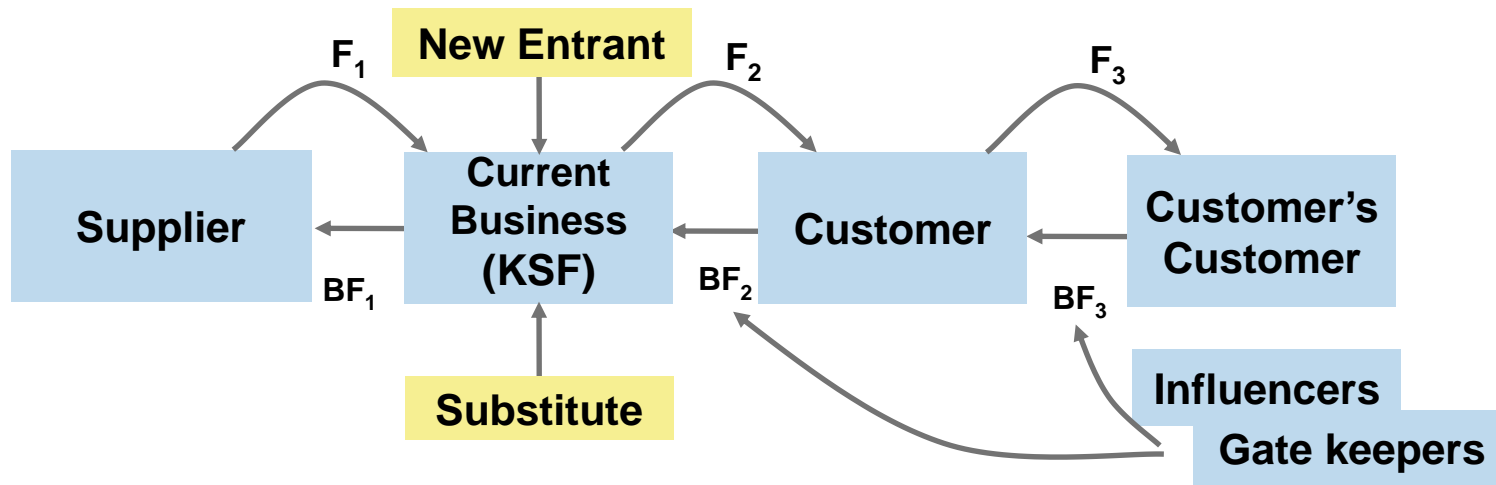 New Entrant
F1
F2
F3
Supplier
Current
Business
(KSF)
Customer
Customer’s
Customer
BF1
BF2
BF3
Substitute
Influencers
Gate keepers